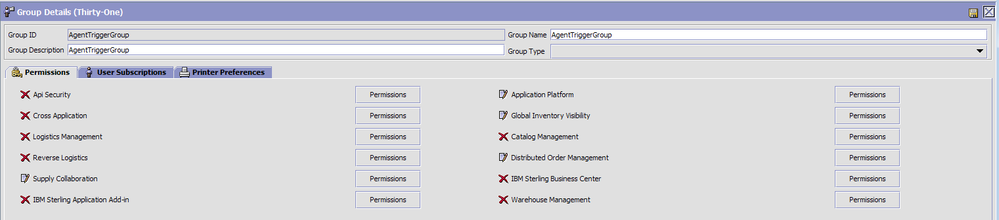 Group Details (Thirty-One)
Group ID AgentTriggerGroup Group Name AgentTriggerGroup
Group Description AgentTriggerGroup Group Type
Permissions User Subscriptions Printer Preferences
Api Security Permissions Application Platform Permissions
Cross Application Permissions Global Inventory Visibility Permissions
Logistics Management Permissions Catalog Management Permissions
Reverse Logistics Permissions Distributed Order Management Permissions
Supply Collaboration Permissions IBM Sterling Business Center Permissions
IBM Sterling Application Add-in Permissions Warehouse Management Permissions